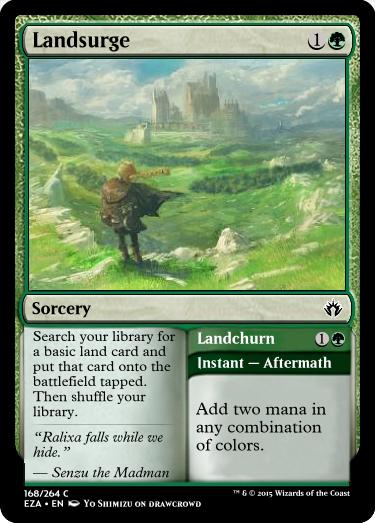 Landsurge 1
Sorcery
Search your library for
a basic land card and
put that card onto the
battlefield tapped.
Then shuffle your
library.
“Ralixa falls while we
hide.”
— Senzu the Madman
Landchurn 1
Instant — Aftermath
Add two mana in
any combination
of colors.
168/264 C
EZA • EN Yo Shimizu on drawcrowd
™ & © 2015 Wizards of the Coast